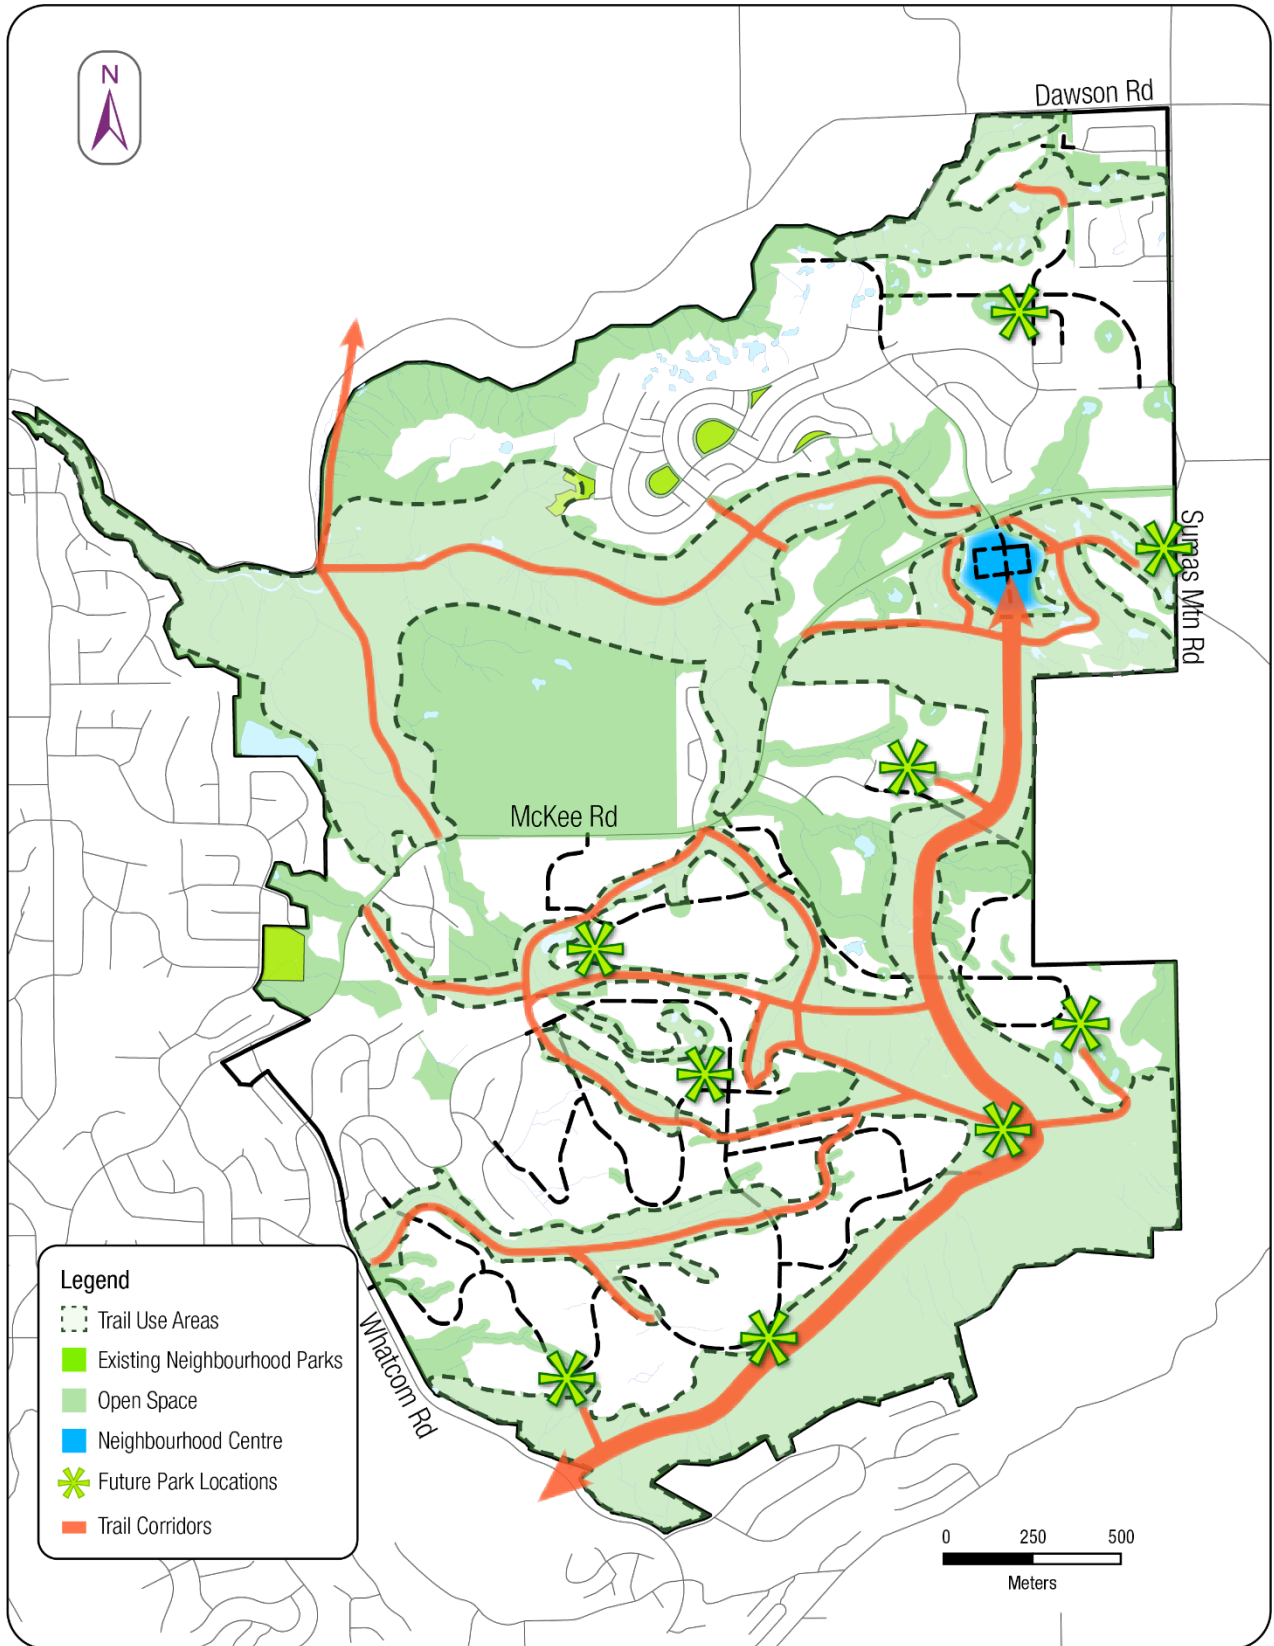 N
Dawson Rd
Sumas Mtn Rd
McKee Rd
Whatcom Rd
Legend
Trail Use Areas
Existing Neighbourhood Parks
Open Space
Neighbourhood Centre
Future Park Locations
Trail Corridors
0 250 500
Meters